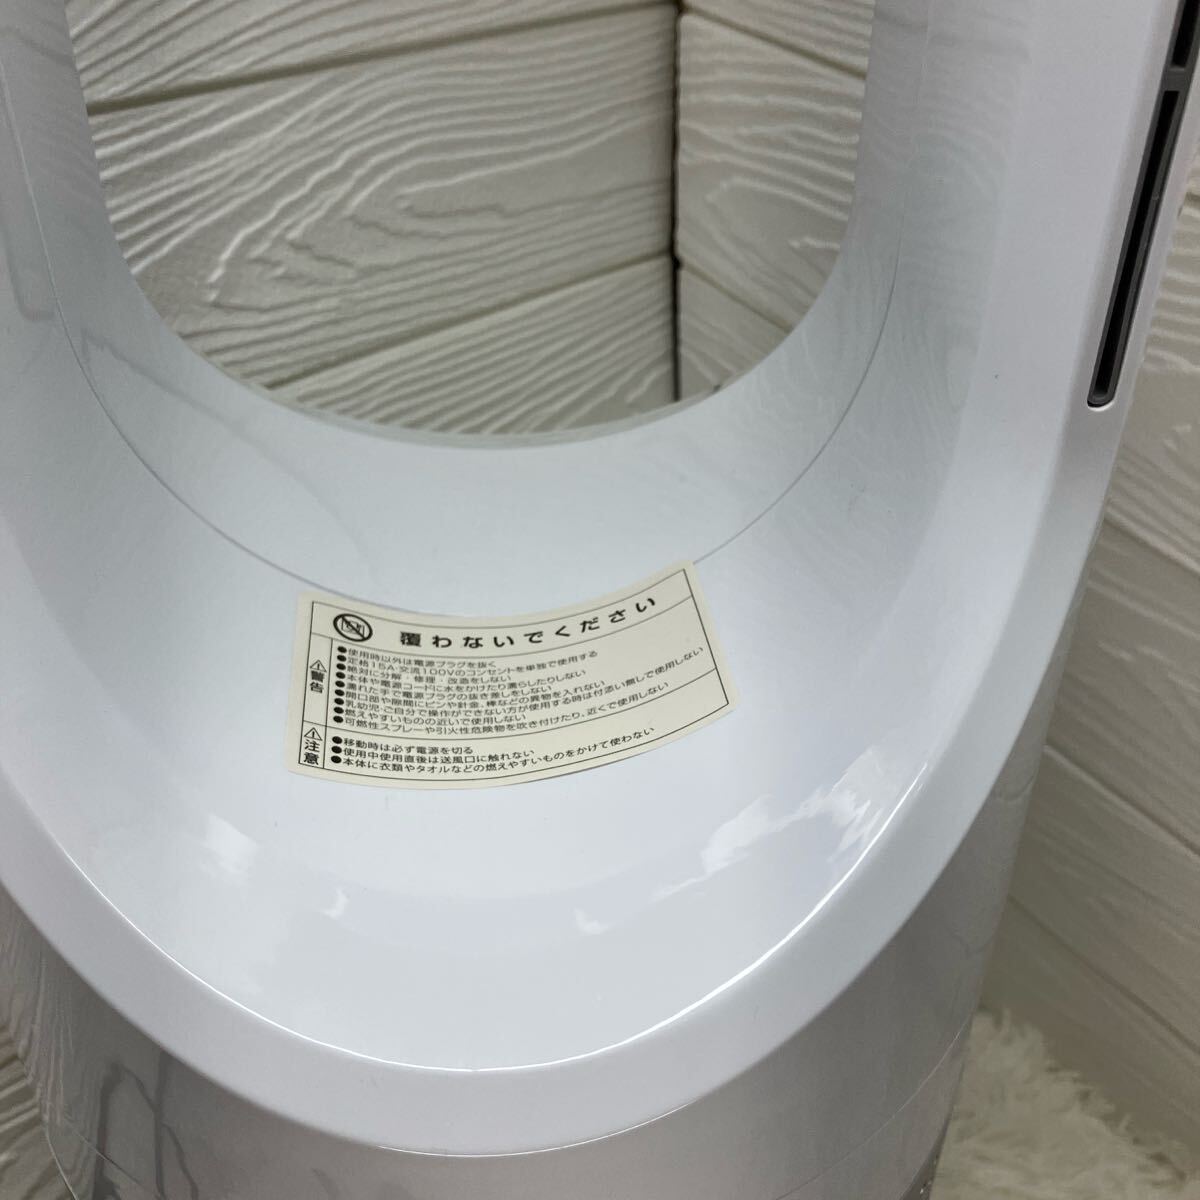 覆わないでください
⚠警告
●使用時以外は電源プラグを抜く
●定格15A・交流100Vのコンセントを単独で使用する
●絶対に分解・修理・改造をしない
●本体や電源コードに水をかけたり濡らしたりしない
●濡れた手で電源プラグの抜き差しをしない
●開口部や隙間にピンや針金、棒などの異物を入れない
●乳幼児・ご自分で操作ができない方が使用する時は付添い無しで使用しない
●燃えやすいものの近くで使用しない
●可燃性スプレーや引火性危険物を吹き付けたり、近くで使用しない
⚠注意
●移動時は必ず電源を切る
●使用中使用直後は送風口に触れない
●本体に衣類やタオルなどの燃えやすいものをかけて使わない